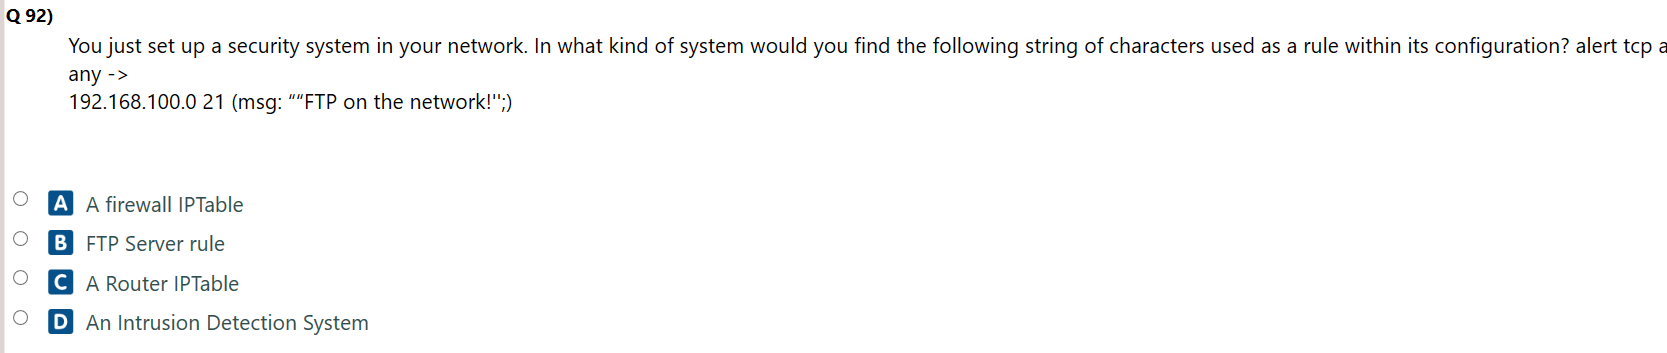 Q 92)
You just set up a security system in your network. In what kind of system would you find the following string of characters used as a rule within its configuration? alert tcp a
any ->
192.168.100.0 21 (msg: ““FTP on the network!'';)
A A firewall IPTable
B FTP Server rule
C A Router IPTable
D An Intrusion Detection System